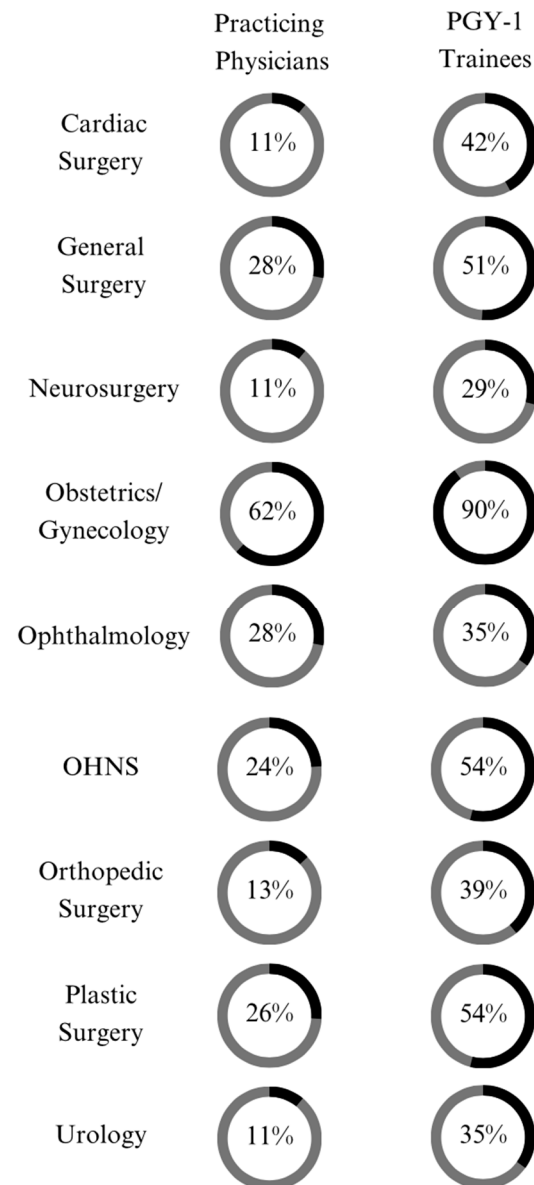 Practicing
Physicians
PGY-1
Trainees
Cardiac
Surgery
11%
42%
General
Surgery
28%
51%
Neurosurgery
11%
29%
Obstetrics/
Gynecology
62%
90%
Ophthalmology
28%
35%
OHNS
24%
54%
Orthopedic
Surgery
13%
39%
Plastic
Surgery
26%
54%
Urology
11%
35%